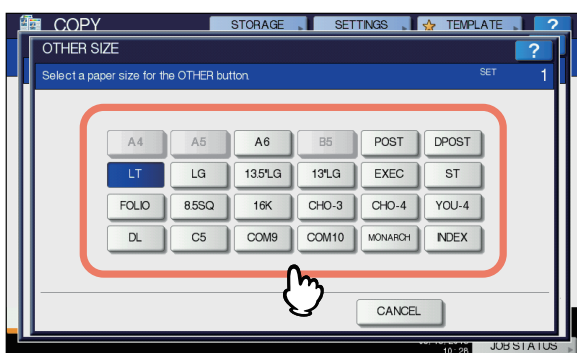 COPY STORAGE SETTINGS TEMPLATE ?
OTHER SIZE ?
Select a paper size for the OTHER button. SET 1
A4 A5 A6 B5 POST DPOST
LT LG 13.5"LG 13"LG EXEC ST
FOLIO 8.5SQ 16K CHO-3 CHO-4 YOU-4
DL C5 COM9 COM10 MONARCH INDEX
CANCEL
10:28 JOB STATUS